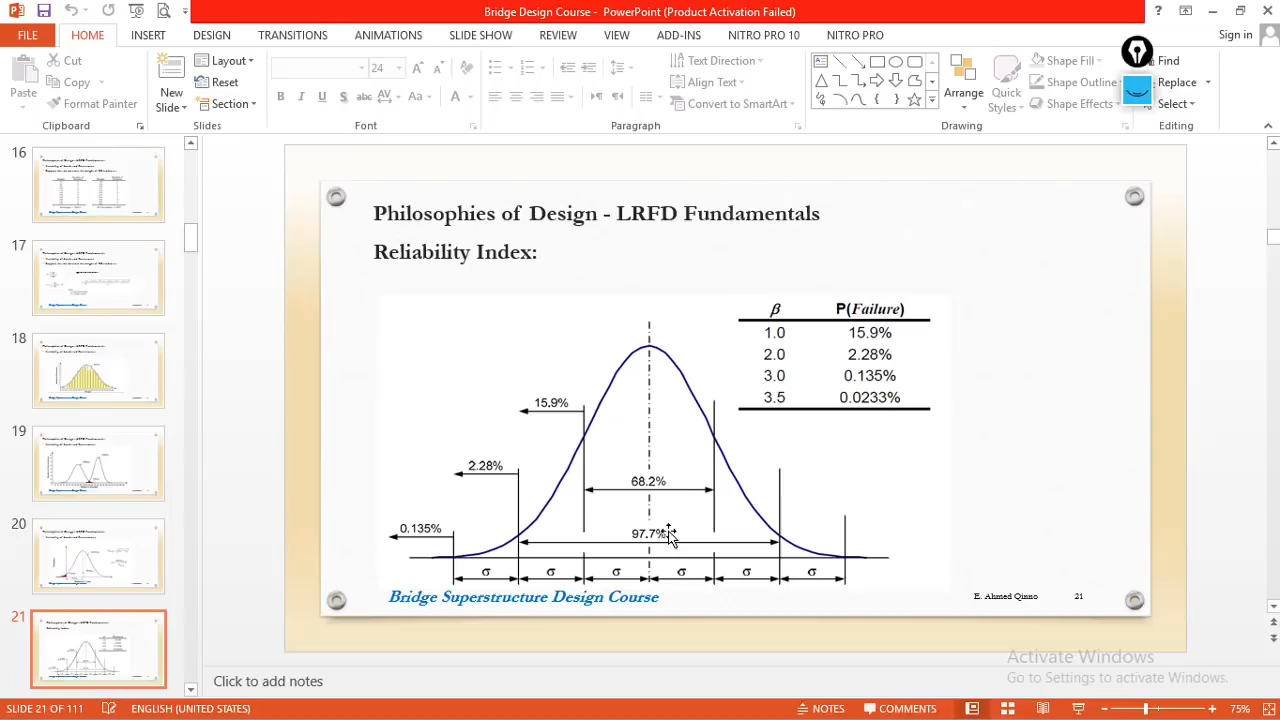 Bridge Design Course - PowerPoint (Product Activation Failed)
FILE HOME INSERT DESIGN TRANSITIONS ANIMATIONS SLIDE SHOW REVIEW VIEW ADD-INS NITRO PRO 10 NITRO PRO Sign in
Paste
Cut
Copy
Format Painter
Clipboard
New
Slide
Layout
Reset
Section
Slides
24
B I U S abc AV Aa A
Font
Text Direction
Align Text
Convert to SmartArt
Paragraph
Arrange
Quick
Styles
Shape Fill
Shape Outline
Shape Effects
Drawing
Find
Replace
Select
Editing
16
17
18
19
20
21
Philosophies of Design - LRFD Fundamentals
Reliability Index:
β P(Failure)
1.0 15.9%
2.0 2.28%
3.0 0.135%
3.5 0.0233%
15.9%
2.28%
68.2%
0.135%
97.7%
σ σ σ σ σ σ
Bridge Superstructure Design Course
E. Ahmed Qinno 21
Activate Windows
Go to Settings to activate Windows.
Click to add notes
SLIDE 21 OF 111 ENGLISH (UNITED STATES) NOTES COMMENTS 75%